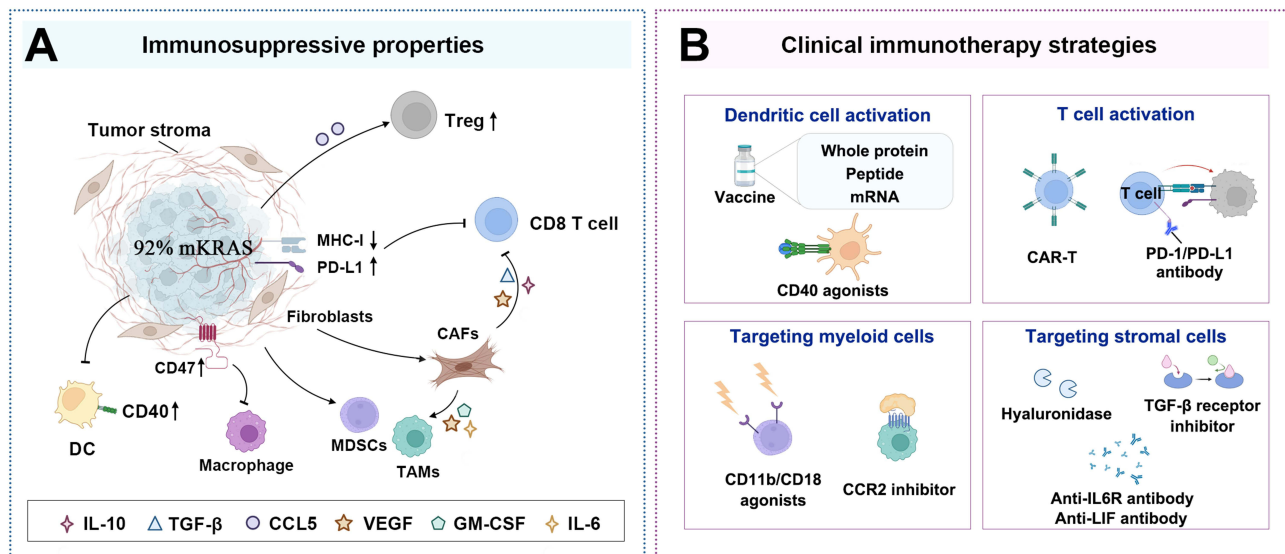 A
Immunosuppressive properties
Tumor stroma
Treg ↑
92% mKRAS
MHC-I ↓
PD-L1 ↑
CD8 T cell
Fibroblasts
CAFs
CD47 ↑
CD40 ↑
DC
Macrophage
MDSCs
TAMs
IL-10
TGF-β
CCL5
VEGF
GM-CSF
IL-6
B
Clinical immunotherapy strategies
Dendritic cell activation
Vaccine
Whole protein
Peptide
mRNA
CD40 agonists
T cell activation
CAR-T
T cell
PD-1/PD-L1
antibody
Targeting myeloid cells
CD11b/CD18
agonists
CCR2 inhibitor
Targeting stromal cells
Hyaluronidase
TGF-β receptor
inhibitor
Anti-IL6R antibody
Anti-LIF antibody